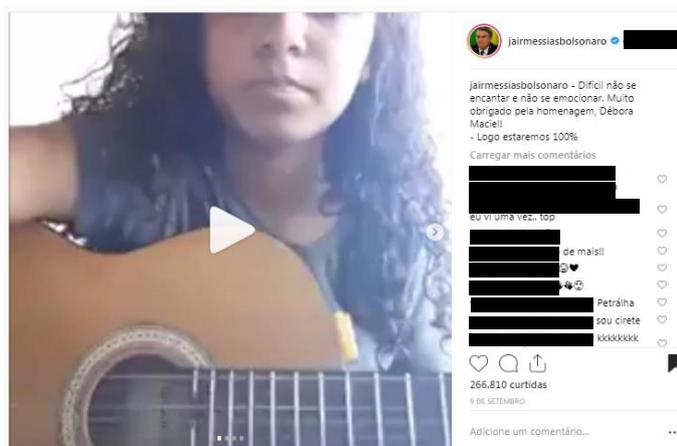 jairmessiasbolsonaro
jairmessiasbolsonaro - Difícil não se
encantar e não se emocionar. Muito
obrigado pela homenagem, Débora
Maciel!
- Logo estaremos 100%
Carregar mais comentários
eu vi uma vez.. top
de mais!!
Petrálha
sou cirete
kkkkkkkk
266.810 curtidas
9 DE SETEMBRO
Adicione um comentário...